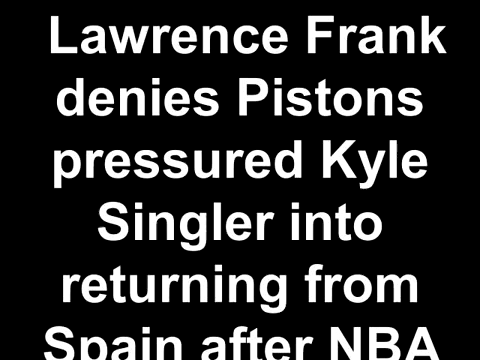 Lawrence Frank
denies Pistons
pressured Kyle
Singler into
returning from
Spain after NBA